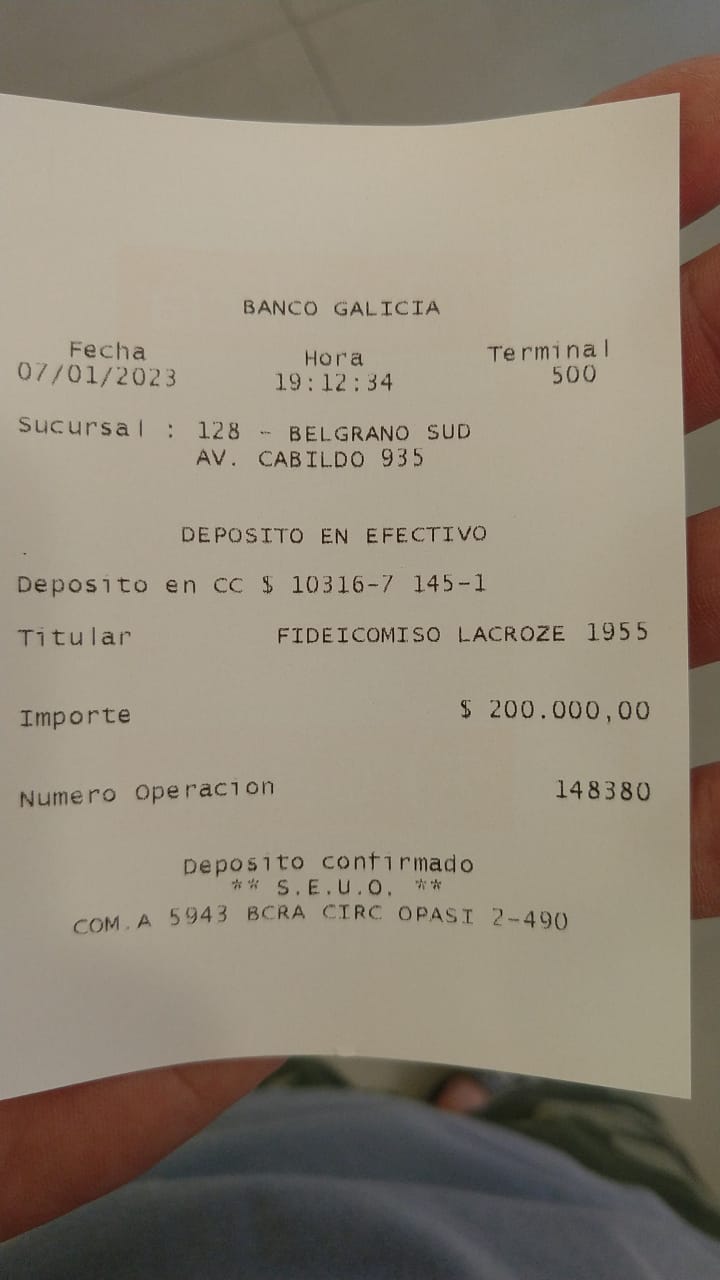 BANCO GALICIA
Fecha Hora Terminal
07/01/2023 19:12:34 500
Sucursal : 128 - BELGRANO SUD
AV. CABILDO 935
DEPOSITO EN EFECTIVO
Deposito en CC $ 10316-7 145-1
Titular FIDEICOMISO LACROZE 1955
Importe $ 200.000,00
Numero Operacion 148380
Deposito confirmado
** S.E.U.O. **
COM.A 5943 BCRA CIRC OPASI 2-490